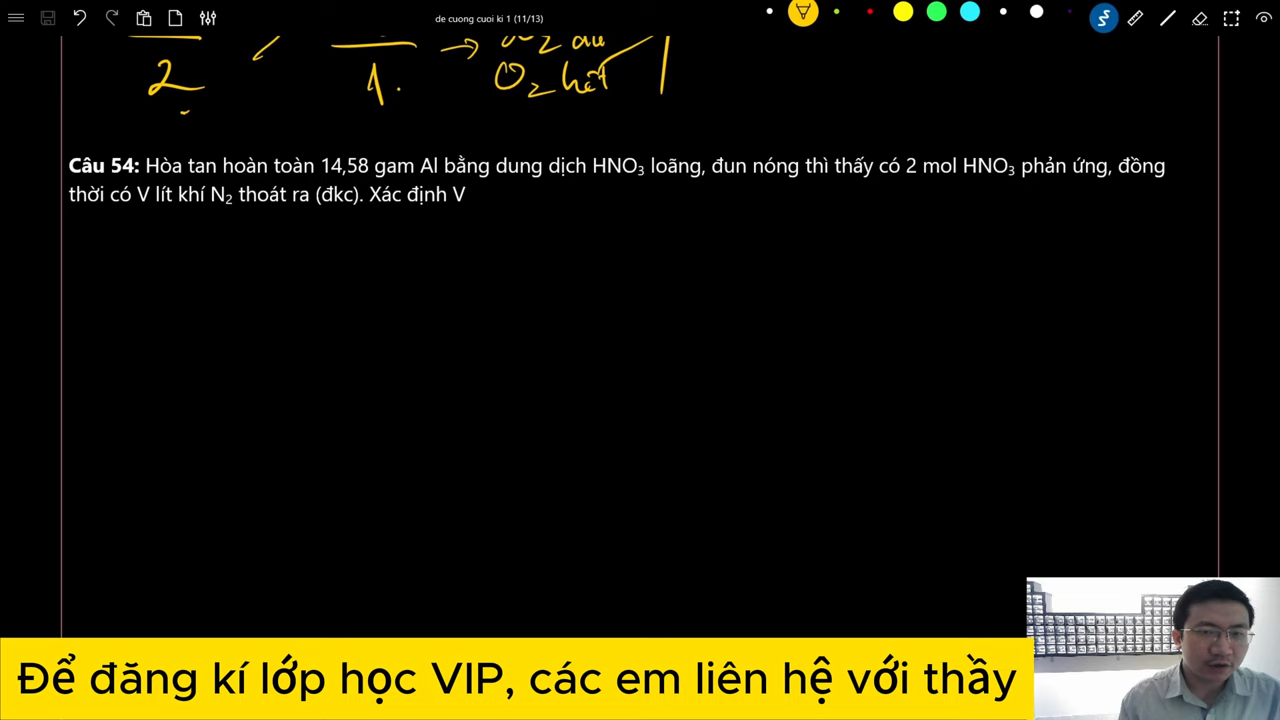 de cuong cuoi ki 1 (11/13)
2
1.
O₂ hết
Câu 54: Hòa tan hoàn toàn 14,58 gam Al bằng dung dịch HNO₃ loãng, đun nóng thì thấy có 2 mol HNO₃ phản ứng, đồng
thời có V lít khí N₂ thoát ra (đkc). Xác định V
Để đăng kí lớp học VIP, các em liên hệ với thầy